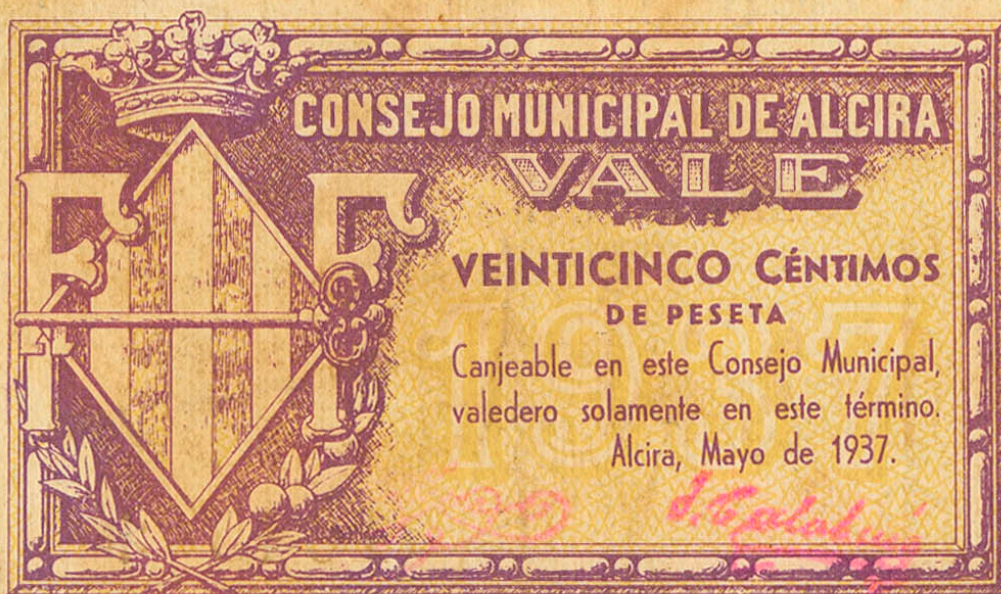 CONSEJO MUNICIPAL DE ALCIRA
VALE
VEINTICINCO CÉNTIMOS
DE PESETA
1937
Canjeable en este Consejo Municipal,
valedero solamente en este término.
Alcira, Mayo de 1937.